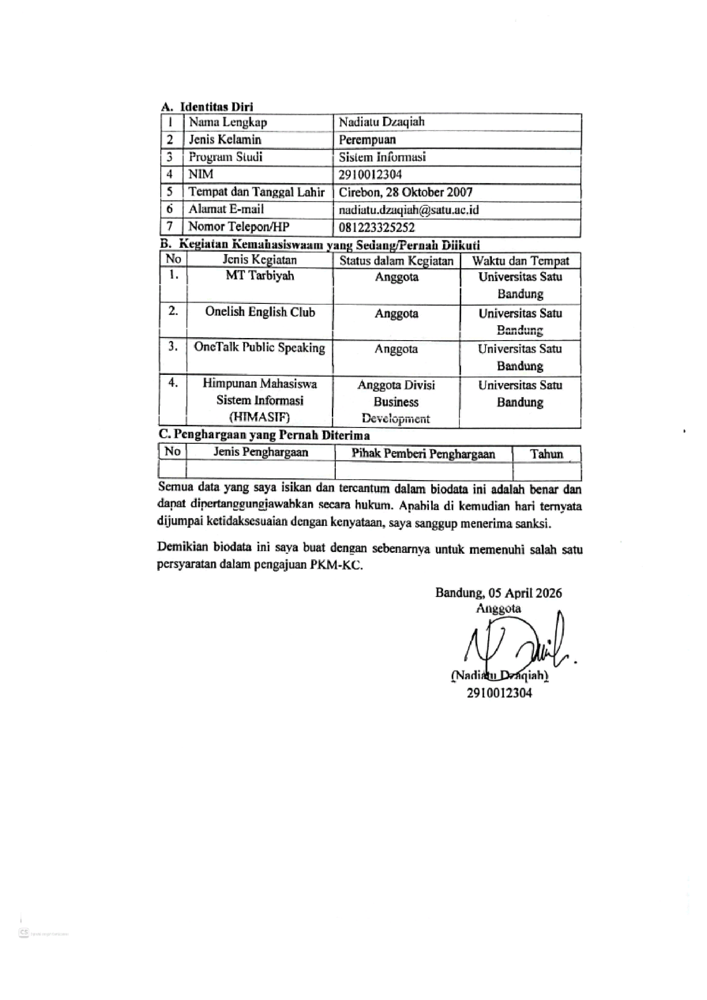 A. Identitas Diri
1 Nama Lengkap Nadiatu Dzaqiah
2 Jenis Kelamin Perempuan
3 Program Studi Sistem Informasi
4 NIM 2910012304
5 Tempat dan Tanggal Lahir Cirebon, 28 Oktober 2007
6 Alamat E-mail nadiatu.dzaqiah@satu.ac.id
7 Nomor Telepon/HP 081223325252
B. Kegiatan Kemahasiswaam yang Sedang/Pernah Diikuti
No Jenis Kegiatan Status dalam Kegiatan Waktu dan Tempat
1. MT Tarbiyah Anggota Universitas Satu
Bandung
2. Onelish English Club Anggota Universitas Satu
Bandung
3. OneTalk Public Speaking Anggota Universitas Satu
Bandung
4. Himpunan Mahasiswa Anggota Divisi Universitas Satu
Sistem Informasi Business Bandung
(HIMASIF) Development
C. Penghargaan yang Pernah Diterima
No Jenis Penghargaan Pihak Pemberi Penghargaan Tahun
Semua data yang saya isikan dan tercantum dalam biodata ini adalah benar dan
dapat dipertanggungjawabkan secara hukum. Apabila di kemudian hari ternyata
dijumpai ketidaksesuaian dengan kenyataan, saya sanggup menerima sanksi.
Demikian biodata ini saya buat dengan sebenarnya untuk memenuhi salah satu
persyaratan dalam pengajuan PKM-KC.
Bandung, 05 April 2026
Anggota
(Nadiatu Dzaqiah)
2910012304
CS